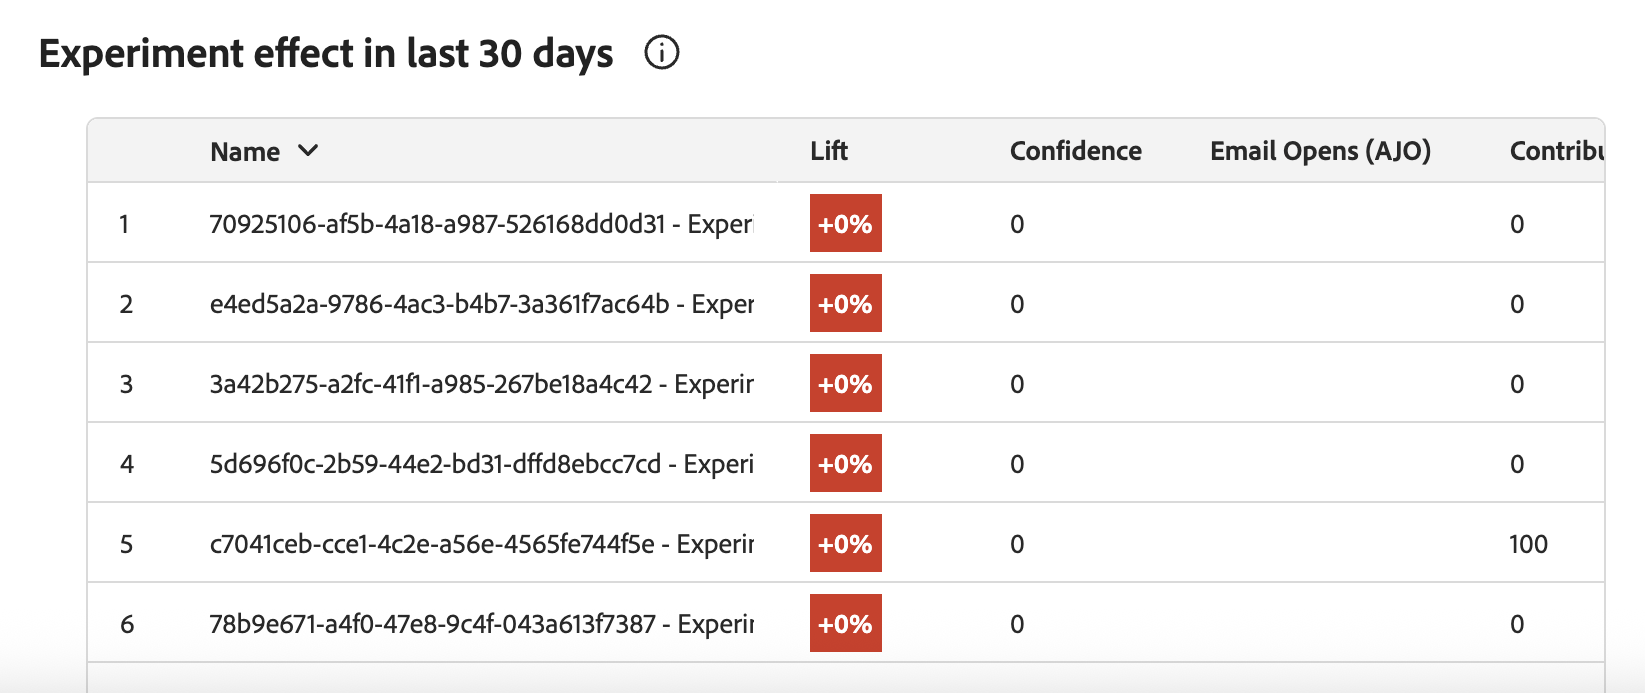 Experiment effect in last 30 days
Name Lift Confidence Email Opens (AJO) Contribu
1 70925106-af5b-4a18-a987-526168dd0d31 - Experi +0% 0 0
2 e4ed5a2a-9786-4ac3-b4b7-3a361f7ac64b - Exper +0% 0 0
3 3a42b275-a2fc-41f1-a985-267be18a4c42 - Experir +0% 0 0
4 5d696f0c-2b59-44e2-bd31-dffd8ebcc7cd - Experi +0% 0 0
5 c7041ceb-cce1-4c2e-a56e-4565fe744f5e - Experir +0% 0 100
6 78b9e671-a4f0-47e8-9c4f-043a613f7387 - Experir +0% 0 0